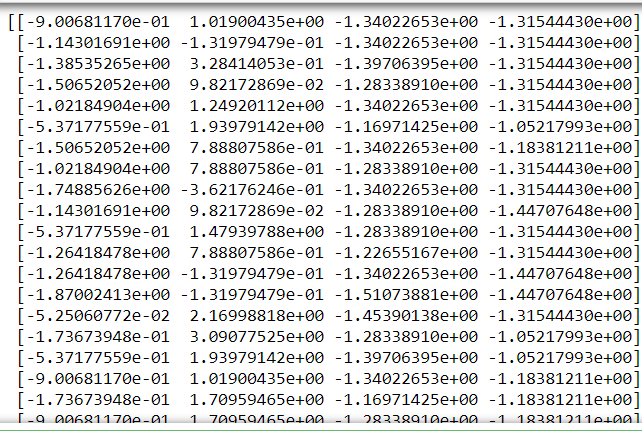 [[-9.00681170e-01  1.01900435e+00 -1.34022653e+00 -1.31544430e+00]
[-1.14301691e+00 -1.31979479e-01 -1.34022653e+00 -1.31544430e+00]
[-1.38535265e+00  3.28414053e-01 -1.39706395e+00 -1.31544430e+00]
[-1.50652052e+00  9.82172869e-02 -1.28338910e+00 -1.31544430e+00]
[-1.02184904e+00  1.24920112e+00 -1.34022653e+00 -1.31544430e+00]
[-5.37177559e-01  1.93979142e+00 -1.16971425e+00 -1.05217993e+00]
[-1.50652052e+00  7.88807586e-01 -1.34022653e+00 -1.18381211e+00]
[-1.02184904e+00  7.88807586e-01 -1.28338910e+00 -1.31544430e+00]
[-1.74885626e+00 -3.62176246e-01 -1.34022653e+00 -1.31544430e+00]
[-1.14301691e+00  9.82172869e-02 -1.28338910e+00 -1.44707648e+00]
[-5.37177559e-01  1.47939788e+00 -1.28338910e+00 -1.31544430e+00]
[-1.26418478e+00  7.88807586e-01 -1.22655167e+00 -1.31544430e+00]
[-1.26418478e+00 -1.31979479e-01 -1.34022653e+00 -1.44707648e+00]
[-1.87002413e+00 -1.31979479e-01 -1.51073881e+00 -1.44707648e+00]
[-5.25060772e-02  2.16998818e+00 -1.45390138e+00 -1.31544430e+00]
[-1.73673948e-01  3.09077525e+00 -1.28338910e+00 -1.05217993e+00]
[-5.37177559e-01  1.93979142e+00 -1.39706395e+00 -1.05217993e+00]
[-9.00681170e-01  1.01900435e+00 -1.34022653e+00 -1.18381211e+00]
[-1.73673948e-01  1.70959465e+00 -1.16971425e+00 -1.18381211e+00]
[-9.00681170e-01  1.70959465e+00 -1.28338910e+00 -1.18381211e+00]